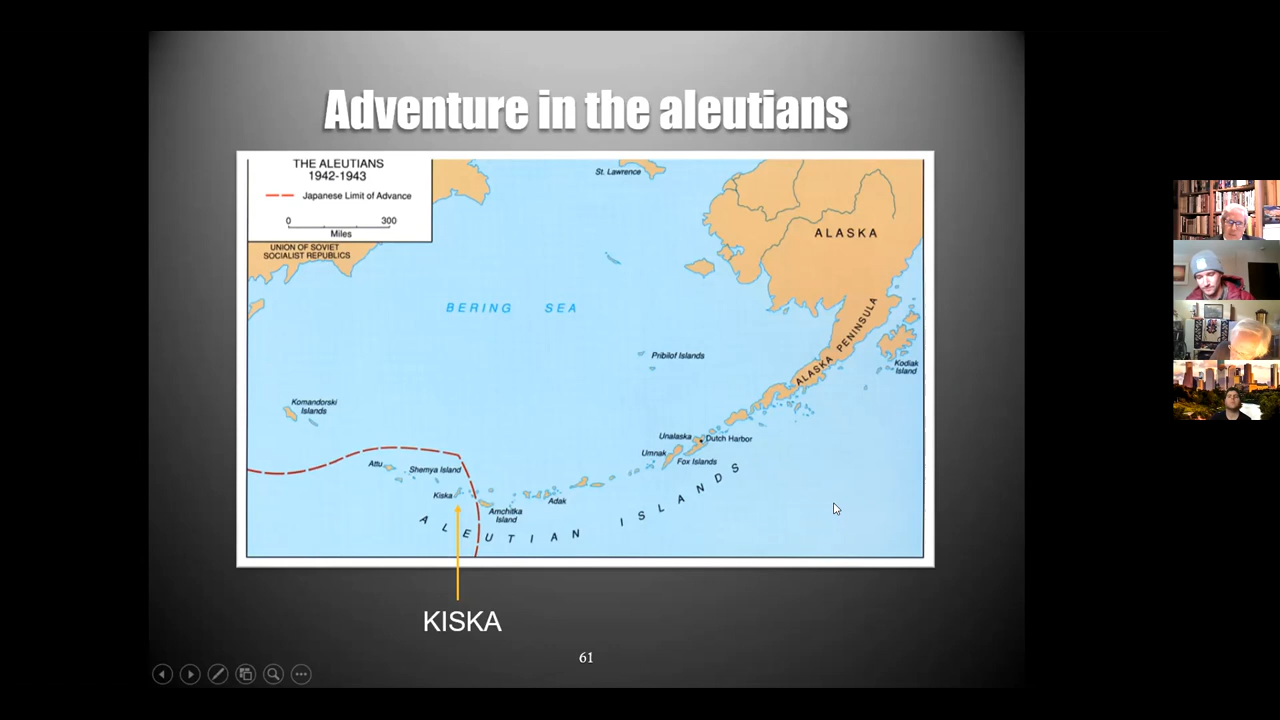 Adventure in the aleutians
THE ALEUTIANS
1942-1943
Japanese Limit of Advance
0 300
Miles
UNION OF SOVIET
SOCIALIST REPUBLICS
St. Lawrence
ALASKA
BERING SEA
ALASKA PENINSULA
Pribilof Islands
Kodiak
Island
Komandorski
Islands
Unalaska
Dutch Harbor
Umnak
Fox Islands
Attu
Shemya Island
Kiska
Adak
Amchitka
Island
ALEUTIAN ISLANDS
KISKA
61